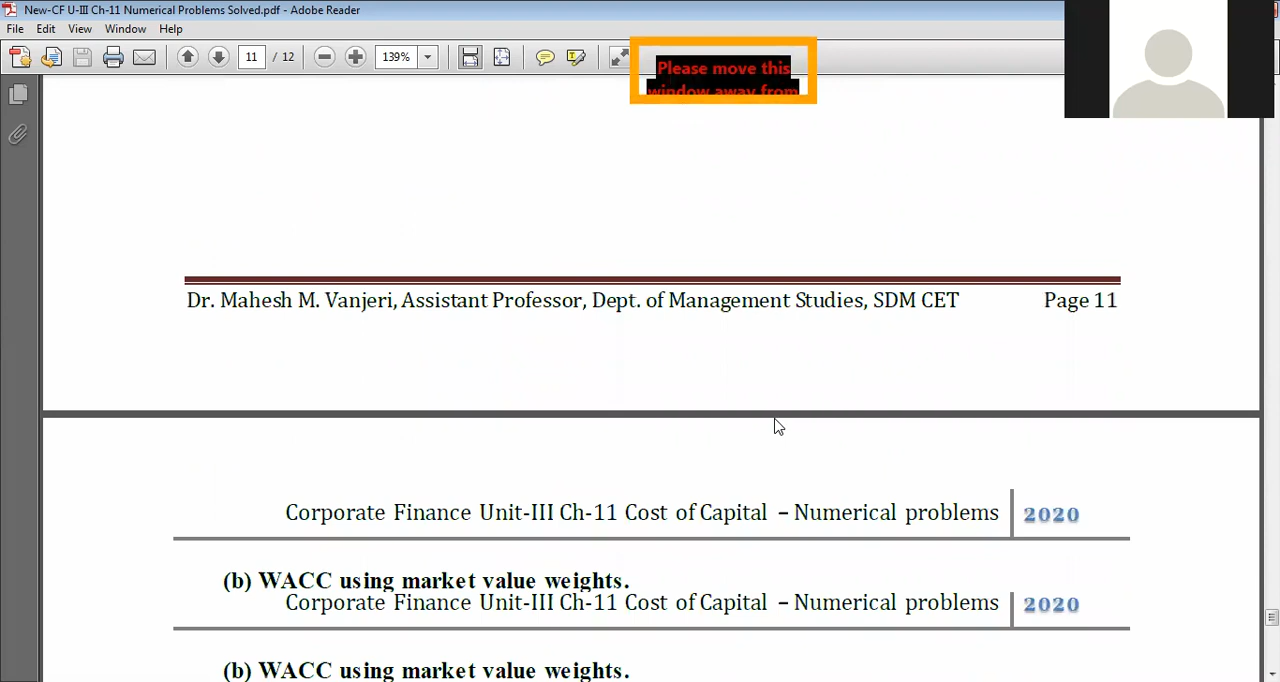 New-CF U-III Ch-11 Numerical Problems Solved.pdf - Adobe Reader
File Edit View Window Help
11 / 12 139%
Please move this
window away from
Dr. Mahesh M. Vanjeri, Assistant Professor, Dept. of Management Studies, SDM CET Page 11
Corporate Finance Unit-III Ch-11 Cost of Capital – Numerical problems 2020
(b) WACC using market value weights.
Corporate Finance Unit-III Ch-11 Cost of Capital – Numerical problems 2020
(b) WACC using market value weights.